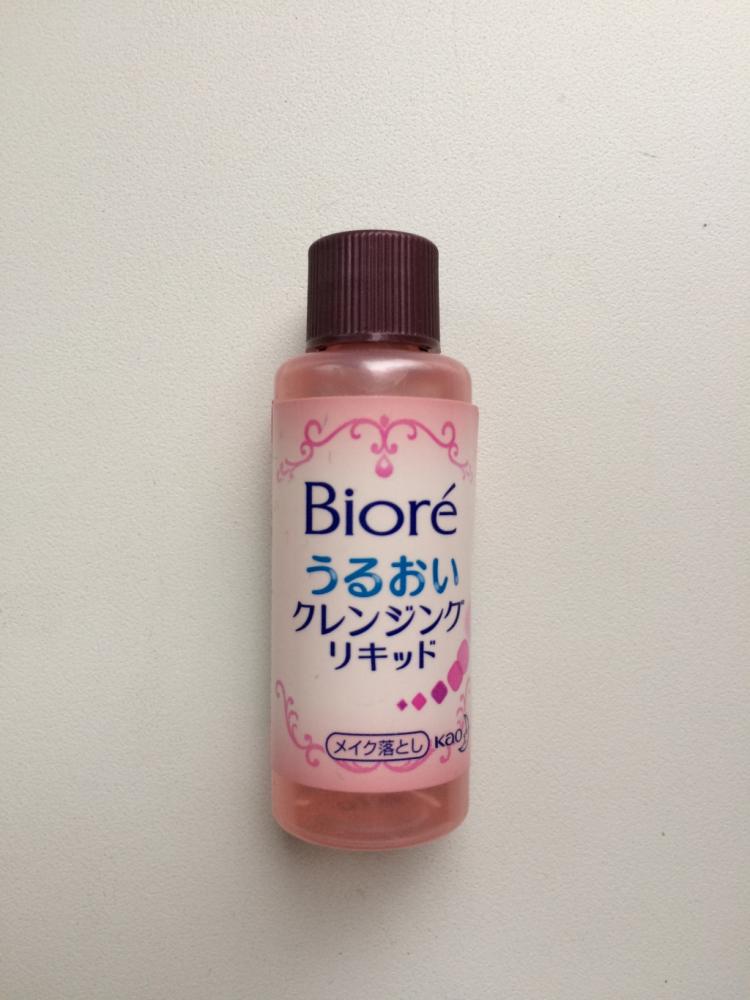 Bioré
うるおい
クレンジング
リキッド
メイク落とし Kao